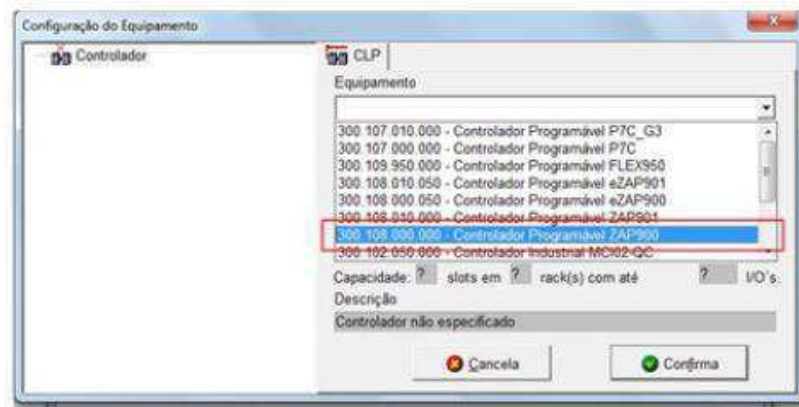 Configuração do Equipamento
Controlador
CLP
Equipamento
300.107.010.000 - Controlador Programável P7C_G3
300.107.000.000 - Controlador Programável P7C
300.109.950.000 - Controlador Programável FLEX950
300.108.010.050 - Controlador Programável eZAP901
300.108.000.050 - Controlador Programável eZAP900
300.108.010.000 - Controlador Programável ZAP901
300.108.000.000 - Controlador Programável ZAP900
300.102.050.000 - Controlador Industrial MCI02-QC
Capacidade: ? slots em ? rack(s) com até ? I/O's.
Descrição
Controlador não especificado
Cancela
Confirma